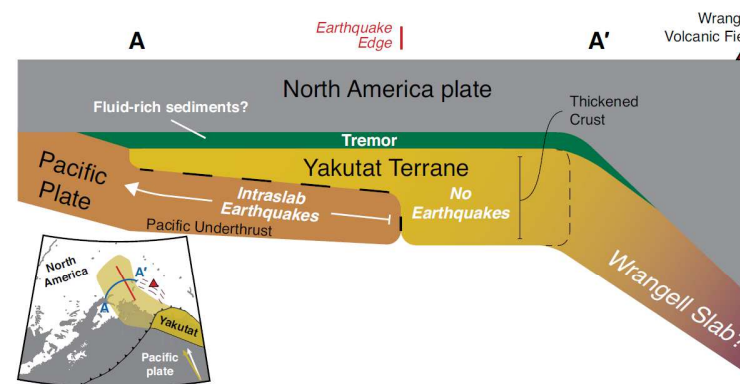 Earthquake
Edge
A
A′
Wrang
Volcanic Fie
North America plate
Fluid-rich sediments?
Thickened
Crust
Tremor
Yakutat Terrane
Pacific
Plate
Intraslab
Earthquakes
No
Earthquakes
Pacific Underthrust
Wrangell Slab?
North
America
A′
A
Yakutat
Pacific
plate